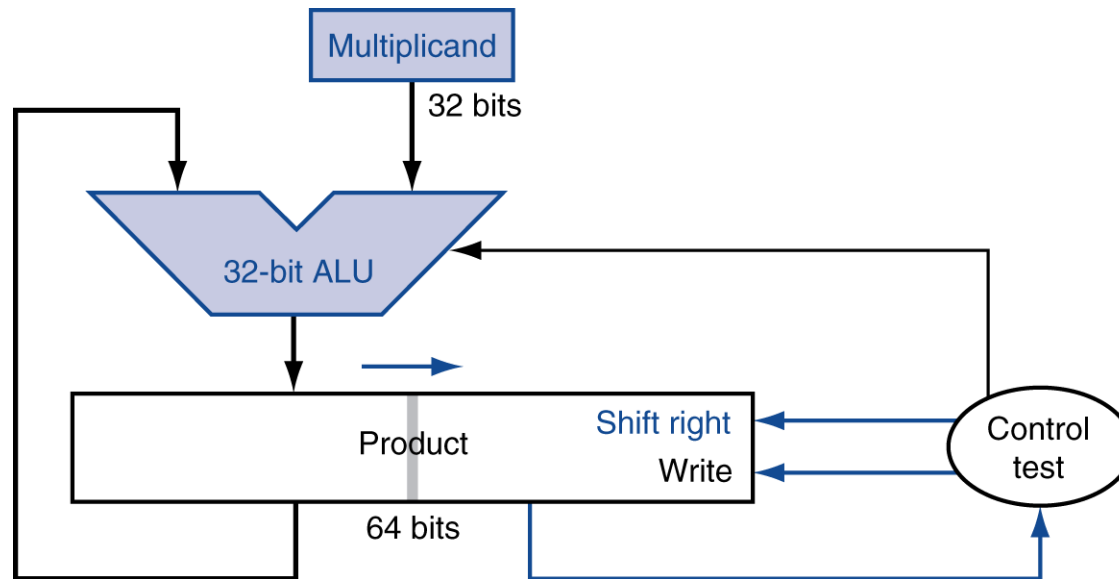 Multiplicand
32 bits
32-bit ALU
Product
Shift right
Write
64 bits
Control
test